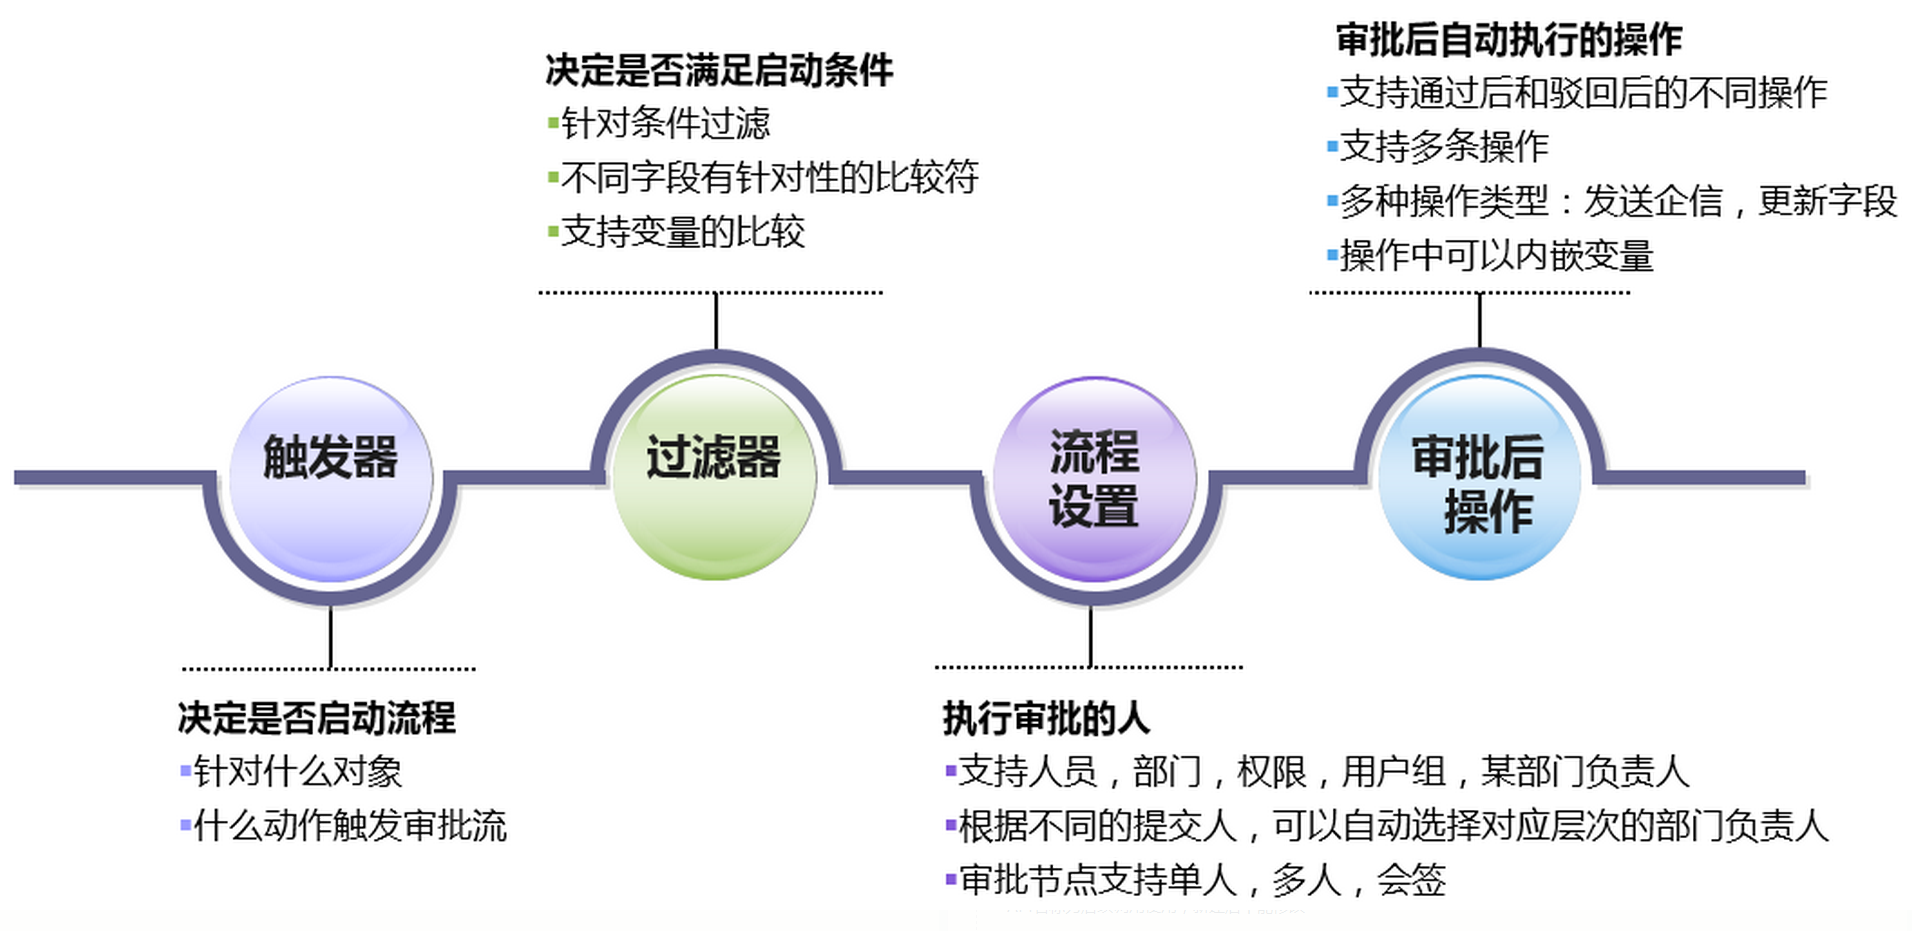 决定是否满足启动条件
▪针对条件过滤
▪不同字段有针对性的比较符
▪支持变量的比较
审批后自动执行的操作
▪支持通过后和驳回后的不同操作
▪支持多条操作
▪多种操作类型：发送企信，更新字段
▪操作中可以内嵌变量
触发器
过滤器
流程
设置
审批后
操作
决定是否启动流程
▪针对什么对象
▪什么动作触发审批流
执行审批的人
▪支持人员，部门，权限，用户组，某部门负责人
▪根据不同的提交人，可以自动选择对应层次的部门负责人
▪审批节点支持单人，多人，会签